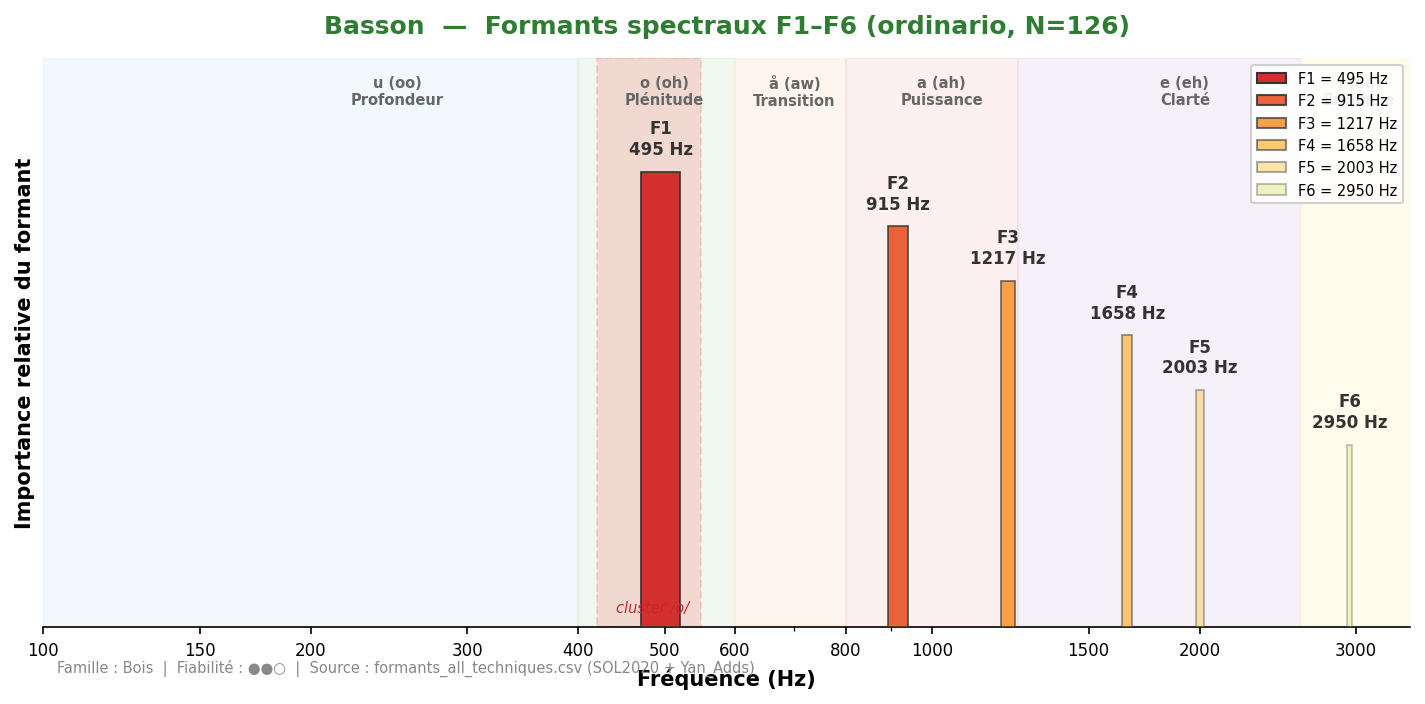 Basson — Formants spectraux F1–F6 (ordinario, N=126)
u (oo)
Profondeur
o (oh)
Plénitude
å (aw)
Transition
a (ah)
Puissance
e (eh)
Clarté
F1 = 495 Hz
F2 = 915 Hz
F3 = 1217 Hz
F4 = 1658 Hz
F5 = 2003 Hz
F6 = 2950 Hz
F1
495 Hz
F2
915 Hz
F3
1217 Hz
F4
1658 Hz
F5
2003 Hz
F6
2950 Hz
cluster /o/
Importance relative du formant
100 150 200 300 400 500 600 800 1000 1500 2000 3000
Famille : Bois | Fiabilité : ●●○ | Source : formants_all_techniques.csv (SOL2020 + Yan_Adds)
Fréquence (Hz)